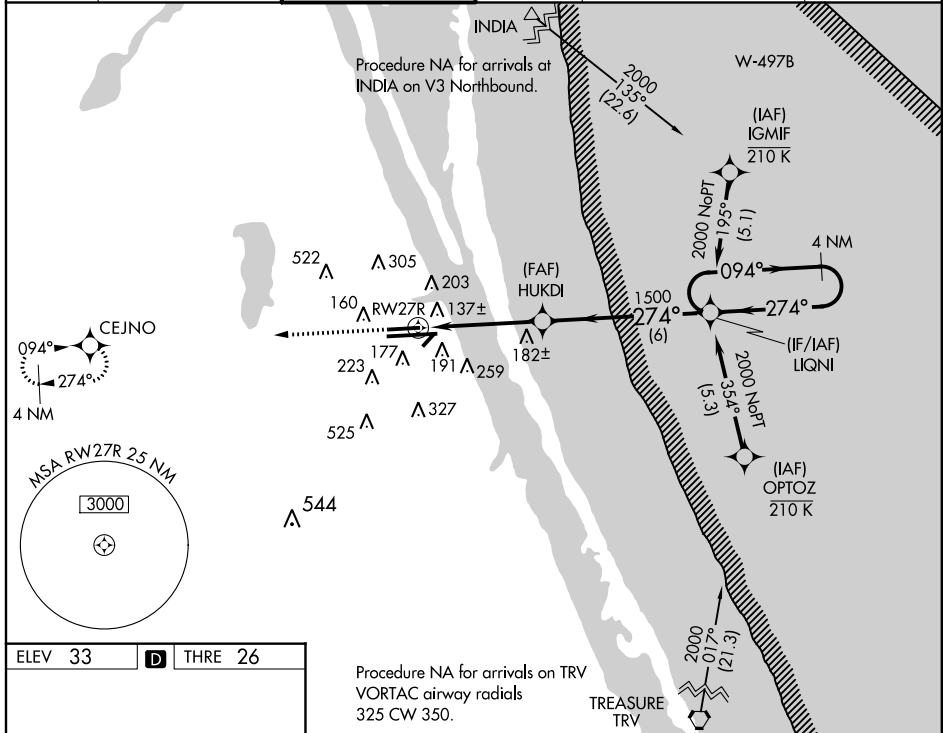 INDIA
Procedure NA for arrivals at
INDIA on V3 Northbound.
2000
135°
(22.6)
W-497B
(IAF)
IGMIF
210 K
2000 NoPT
195°
(5.1)
4 NM
094°
274°
(IF/IAF)
LIQNI
1500
274°
(6)
(FAF)
HUKDI
522
305
203
160
RW27R
137±
182±
177
191
259
223
327
525
544
CEJNO
094°
274°
4 NM
2000 NoPT
354°
(5.3)
(IAF)
OPTOZ
210 K
MSA RW27R 25 NM
3000
2000
017°
(21.3)
TREASURE
TRV
Procedure NA for arrivals on TRV
VORTAC airway radials
325 CW 350.
ELEV 33 D THRE 26